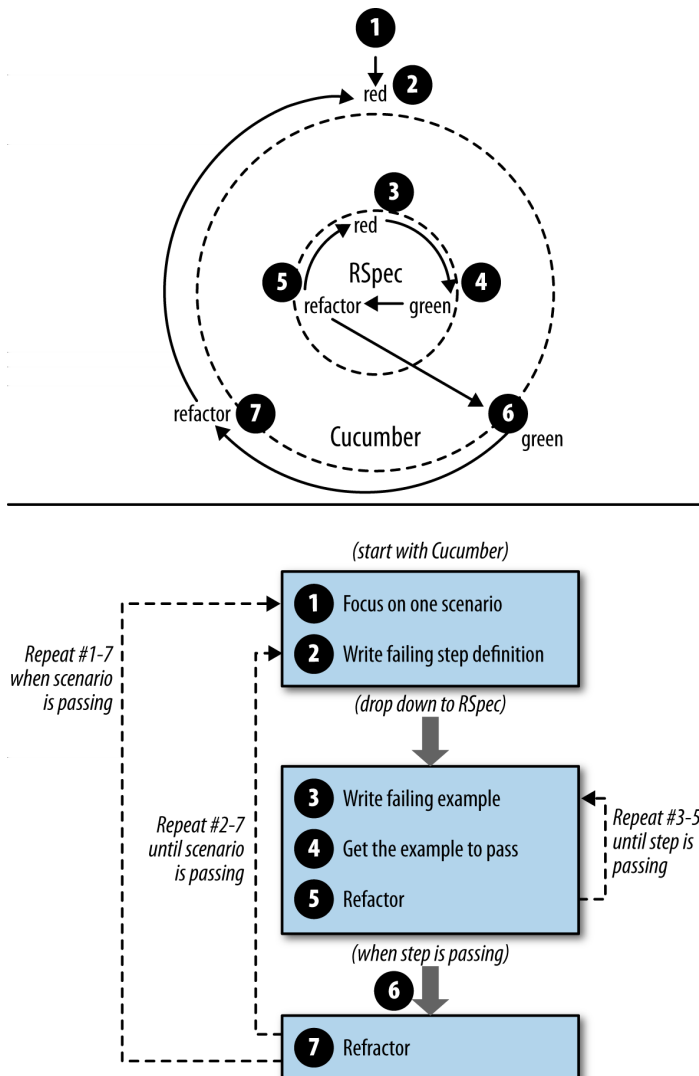 1
red 2
3
red
5 RSpec 4
refactor green
refactor 7 6
Cucumber green
(start with Cucumber)
1 Focus on one scenario
2 Write failing step definition
Repeat #1-7
when scenario
is passing
(drop down to RSpec)
3 Write failing example
4 Get the example to pass
5 Refactor
Repeat #2-7
until scenario
is passing
Repeat #3-5
until step is
passing
(when step is passing)
6
7 Refractor